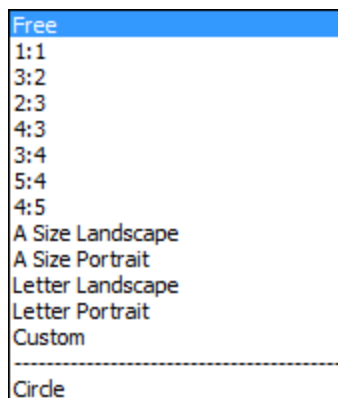 Free
1:1
3:2
2:3
4:3
3:4
5:4
4:5
A Size Landscape
A Size Portrait
Letter Landscape
Letter Portrait
Custom
Circle